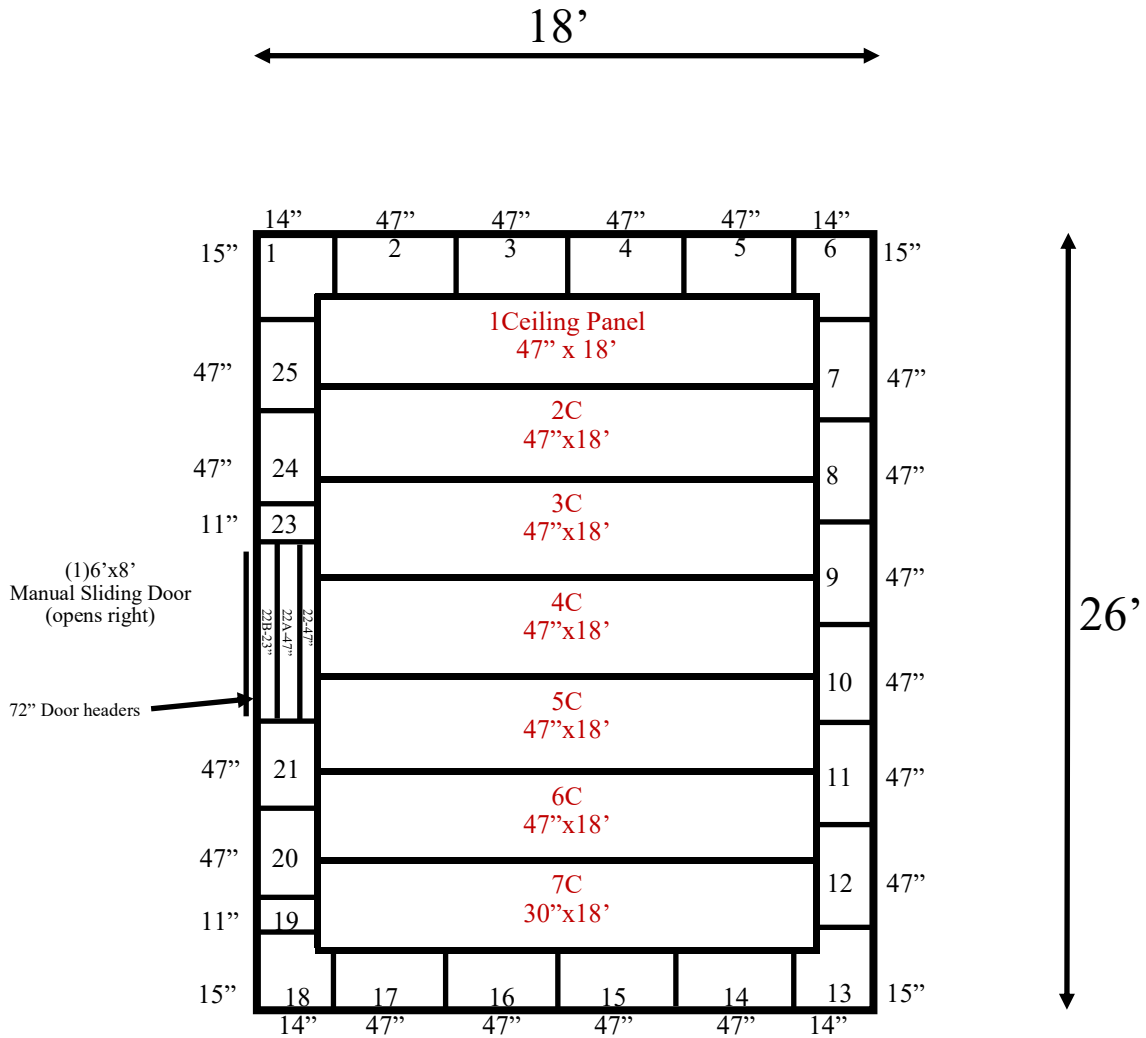 18’
14” 47” 47” 47” 47” 14”
15” 1 2 3 4 5 6 15”
1Ceiling Panel
47” x 18’
47” 25 7 47”
2C
47”x18’
47” 24 8 47”
3C
47”x18’
11” 23
(1)6’x8’
Manual Sliding Door
(opens right)
22B-23”
22A-47”
22-47”
9 47”
4C
47”x18’
26’
72” Door headers
10 47”
5C
47”x18’
47” 21 11 47”
6C
47”x18’
47” 20 12 47”
7C
30”x18’
11” 19
15” 18 17 16 15 14 13 15”
14” 47” 47” 47” 47” 14”